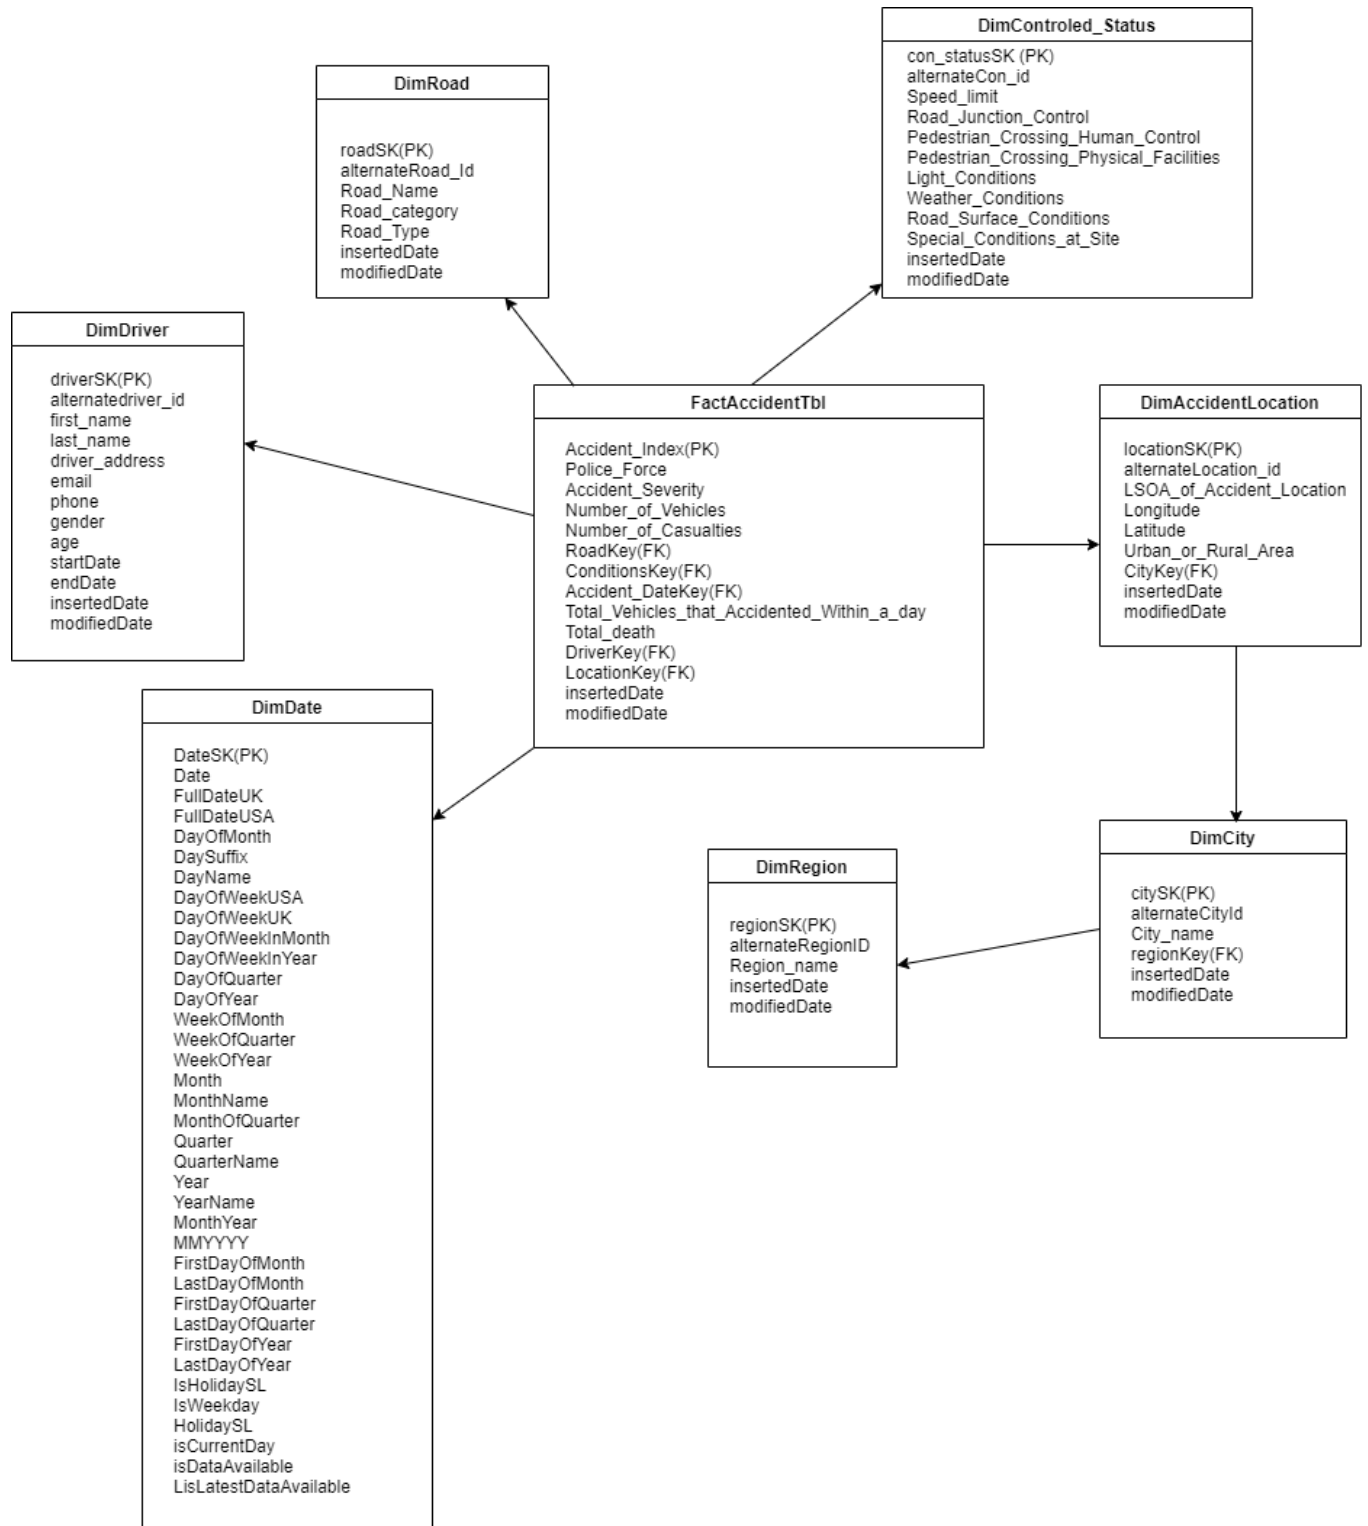 DimControled_Status
con_statusSK (PK)
alternateCon_id
Speed_limit
Road_Junction_Control
Pedestrian_Crossing_Human_Control
Pedestrian_Crossing_Physical_Facilities
Light_Conditions
Weather_Conditions
Road_Surface_Conditions
Special_Conditions_at_Site
insertedDate
modifiedDate
DimRoad
roadSK(PK)
alternateRoad_Id
Road_Name
Road_category
Road_Type
insertedDate
modifiedDate
DimDriver
driverSK(PK)
alternatedriver_id
first_name
last_name
driver_address
email
phone
gender
age
startDate
endDate
insertedDate
modifiedDate
FactAccidentTbl
Accident_Index(PK)
Police_Force
Accident_Severity
Number_of_Vehicles
Number_of_Casualties
RoadKey(FK)
ConditionsKey(FK)
Accident_DateKey(FK)
Total_Vehicles_that_Accidented_Within_a_day
Total_death
DriverKey(FK)
LocationKey(FK)
insertedDate
modifiedDate
DimAccidentLocation
locationSK(PK)
alternateLocation_id
LSOA_of_Accident_Location
Longitude
Latitude
Urban_or_Rural_Area
CityKey(FK)
insertedDate
modifiedDate
DimDate
DateSK(PK)
Date
FullDateUK
FullDateUSA
DayOfMonth
DaySuffix
DayName
DayOfWeekUSA
DayOfWeekUK
DayOfWeekInMonth
DayOfWeekInYear
DayOfQuarter
DayOfYear
WeekOfMonth
WeekOfQuarter
WeekOfYear
Month
MonthName
MonthOfQuarter
Quarter
QuarterName
Year
YearName
MonthYear
MMYYYY
FirstDayOfMonth
LastDayOfMonth
FirstDayOfQuarter
LastDayOfQuarter
FirstDayOfYear
LastDayOfYear
IsHolidaySL
IsWeekday
HolidaySL
isCurrentDay
isDataAvailable
LisLatestDataAvailable
DimRegion
regionSK(PK)
alternateRegionID
Region_name
insertedDate
modifiedDate
DimCity
citySK(PK)
alternateCityId
City_name
regionKey(FK)
insertedDate
modifiedDate